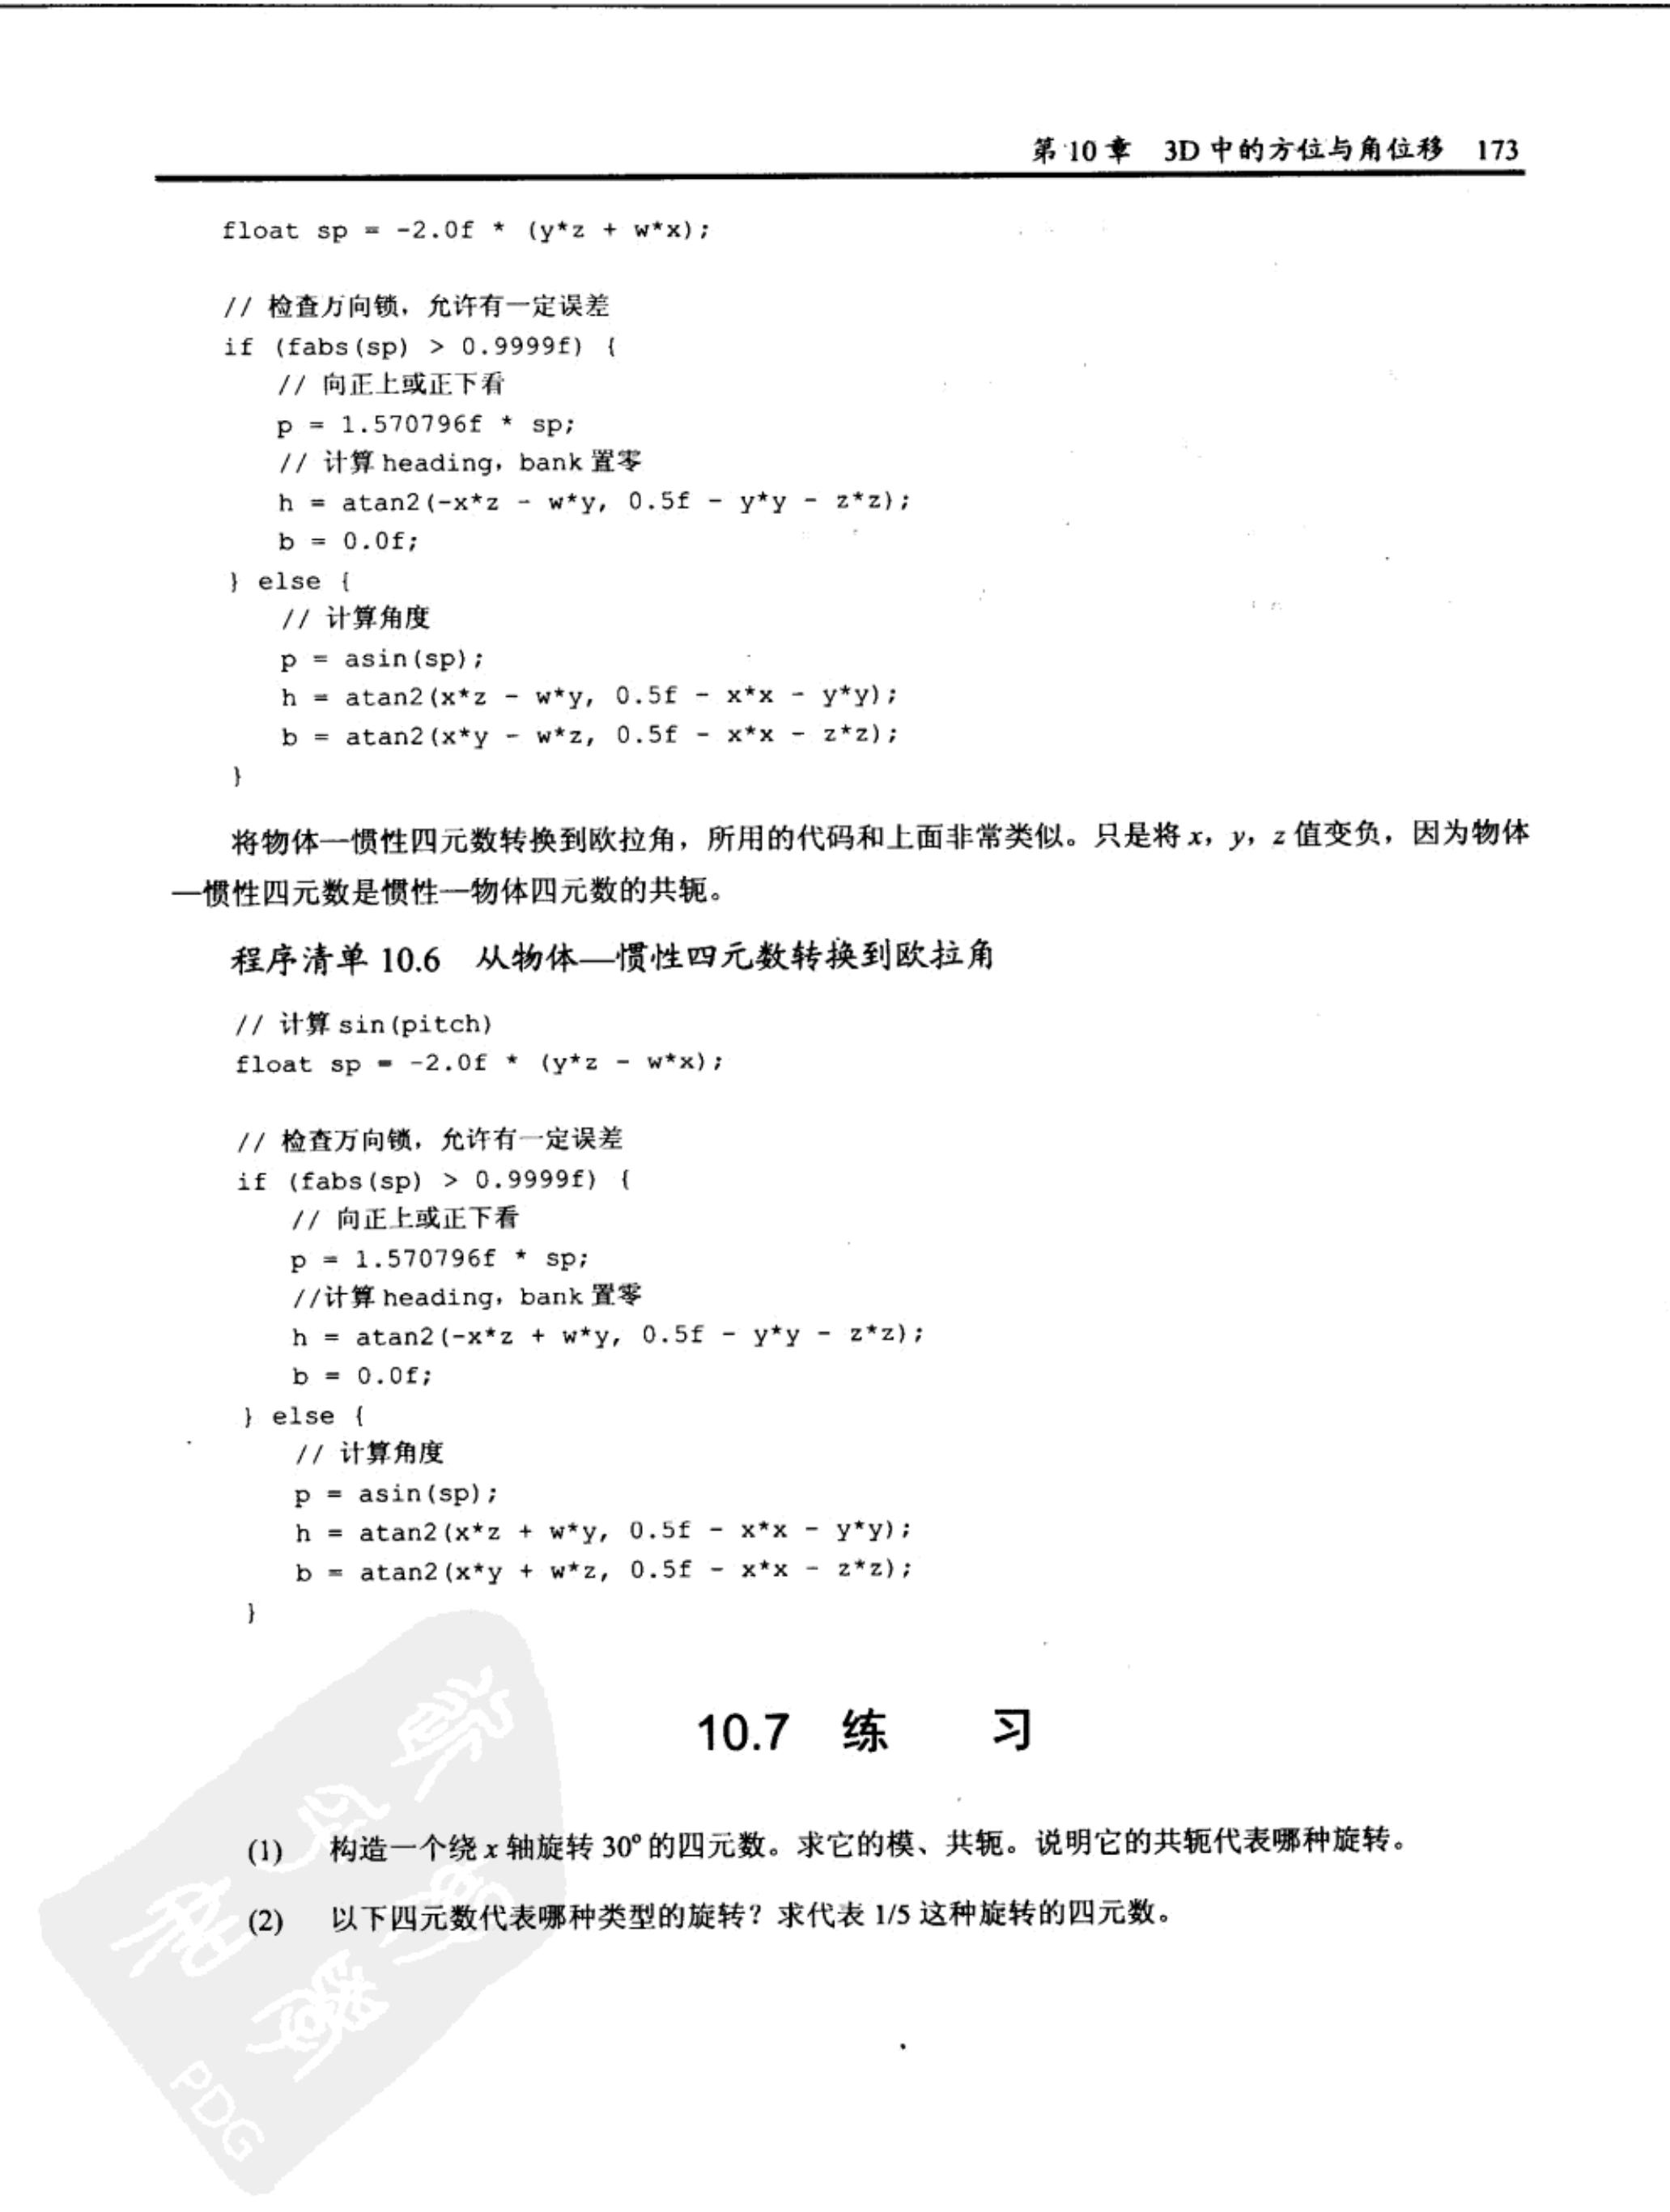 第 10 章 3D 中的方位与角位移 173
float sp = -2.0f * (y*z + w*x);
// 检查万向锁，允许有一定误差
if (fabs(sp) > 0.9999f) {
// 向正上或正下看
p = 1.570796f * sp;
// 计算 heading，bank 置零
h = atan2(-x*z - w*y, 0.5f - y*y - z*z);
b = 0.0f;
} else {
// 计算角度
p = asin(sp);
h = atan2(x*z - w*y, 0.5f - x*x - y*y);
b = atan2(x*y - w*z, 0.5f - x*x - z*z);
}
将物体—惯性四元数转换到欧拉角，所用的代码和上面非常类似。只是将 x，y，z 值变负，因为物体
—惯性四元数是惯性—物体四元数的共轭。
程序清单 10.6 从物体—惯性四元数转换到欧拉角
// 计算 sin(pitch)
float sp = -2.0f * (y*z - w*x);
// 检查万向锁，允许有一定误差
if (fabs(sp) > 0.9999f) {
// 向正上或正下看
p = 1.570796f * sp;
//计算 heading，bank 置零
h = atan2(-x*z + w*y, 0.5f - y*y - z*z);
b = 0.0f;
} else {
// 计算角度
p = asin(sp);
h = atan2(x*z + w*y, 0.5f - x*x - y*y);
b = atan2(x*y + w*z, 0.5f - x*x - z*z);
}
10.7 练 习
(1) 构造一个绕 x 轴旋转 30° 的四元数。求它的模、共轭。说明它的共轭代表哪种旋转。
(2) 以下四元数代表哪种类型的旋转？求代表 1/5 这种旋转的四元数。
PDG